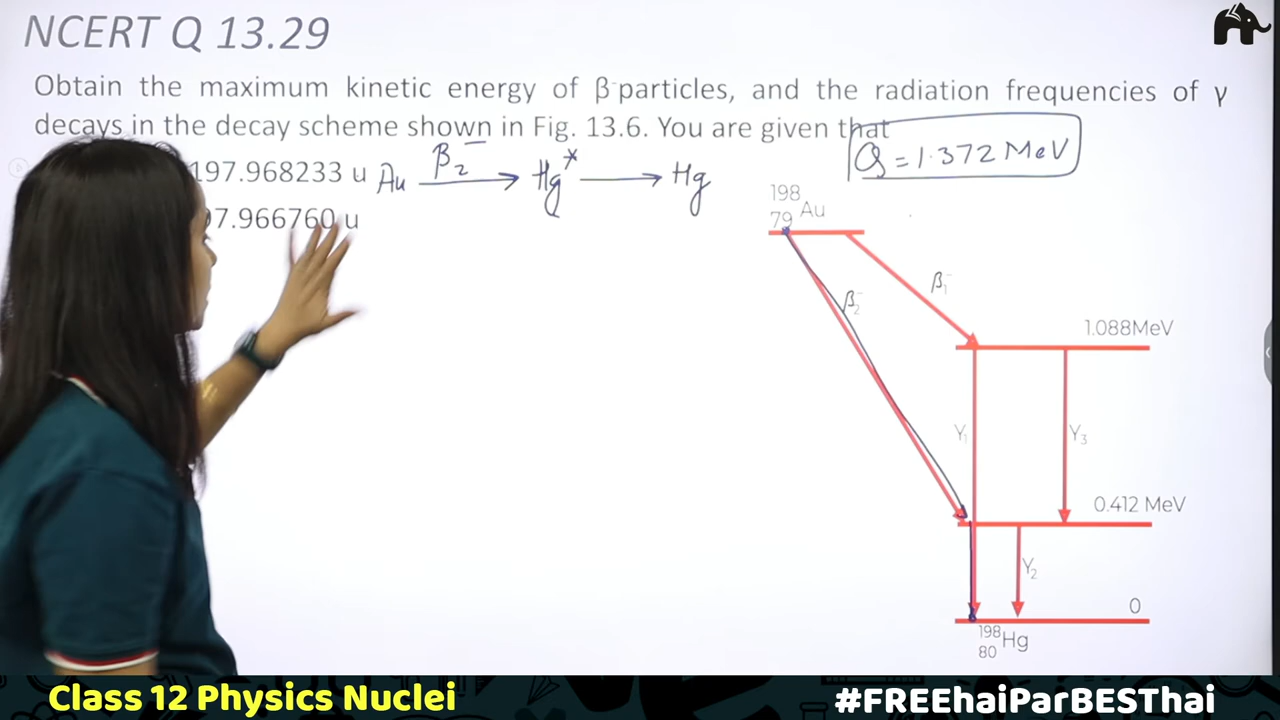 NCERT Q 13.29
Obtain the maximum kinetic energy of β⁻particles, and the radiation frequencies of γ
decays in the decay scheme shown in Fig. 13.6. You are given that
197.968233 u
Au β₂⁻ → Hg* → Hg
Q = 1.372 MeV
7.966760 u
198
79 Au
β₁⁻
β₂⁻
1.088MeV
γ₁
γ₃
0.412 MeV
γ₂
0
198
80 Hg
Class 12 Physics Nuclei
#FREEhaiParBESThai